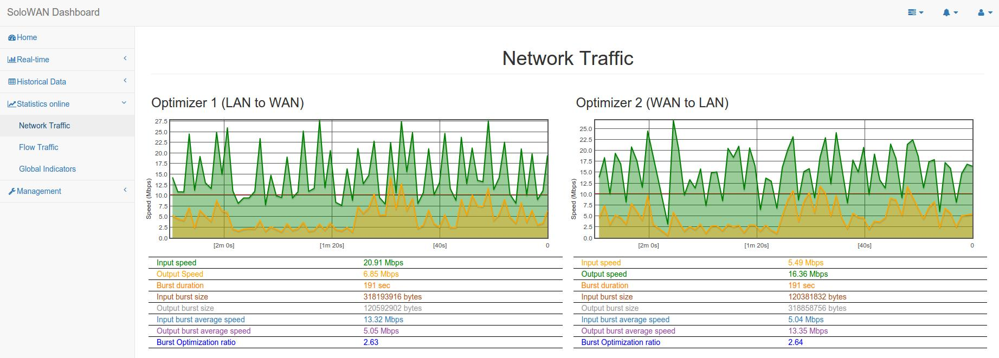 SoloWAN Dashboard
Home
Real-time
Historical Data
Statistics online
Network Traffic
Flow Traffic
Global Indicators
Management
Network Traffic
Optimizer 1 (LAN to WAN)
Speed (Mbps)
27.5
25.0
22.5
20.0
17.5
15.0
12.5
10.0
7.5
5.0
2.5
0.0
[2m 0s] [1m 20s] [40s] 0
Input speed 20.91 Mbps
Output Speed 6.85 Mbps
Burst duration 191 sec
Input burst size 318193916 bytes
Output burst size 120592902 bytes
Input burst average speed 13.32 Mbps
Output burst average speed 5.05 Mbps
Burst Optimization ratio 2.63
Optimizer 2 (WAN to LAN)
Speed (Mbps)
25.0
22.5
20.0
17.5
15.0
12.5
10.0
7.5
5.0
2.5
0.0
[2m 0s] [1m 20s] [40s] 0
Input speed 5.49 Mbps
Output speed 16.36 Mbps
Burst duration 191 sec
Input burst size 120381832 bytes
Output burst size 318858756 bytes
Input burst average speed 5.04 Mbps
Output burst average speed 13.35 Mbps
Burst Optimization ratio 2.64